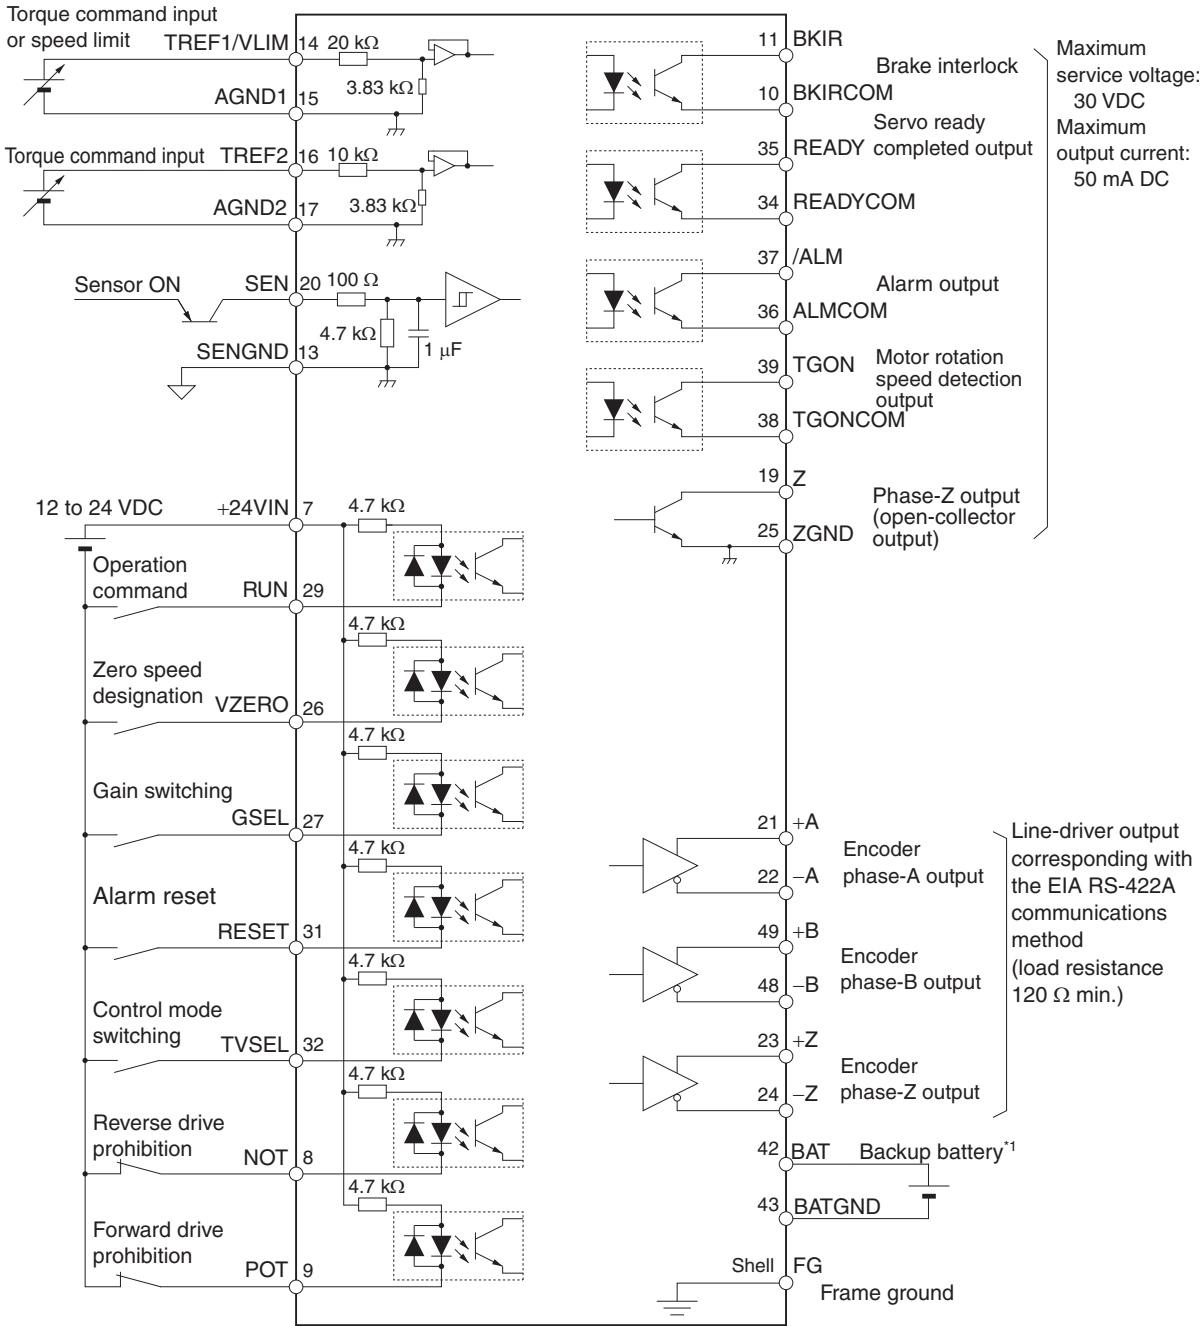 Torque command input
or speed limit
TREF1/VLIM 14 20 kΩ
3.83 kΩ
AGND1 15
Torque command input TREF2 16 10 kΩ
3.83 kΩ
AGND2 17
Sensor ON SEN 20 100 Ω
4.7 kΩ
1 μF
SENGND 13
12 to 24 VDC +24VIN 7 4.7 kΩ
Operation
command
RUN 29
4.7 kΩ
Zero speed
designation
VZERO 26
4.7 kΩ
Gain switching
GSEL 27
4.7 kΩ
Alarm reset
RESET 31
4.7 kΩ
Control mode
switching
TVSEL 32
4.7 kΩ
Reverse drive
prohibition
NOT 8
4.7 kΩ
Forward drive
prohibition
POT 9
11 BKIR
Brake interlock
10 BKIRCOM
Servo ready
completed output
35 READY
34 READYCOM
37 /ALM
Alarm output
36 ALMCOM
39 TGON
Motor rotation
speed detection
output
38 TGONCOM
19 Z
Phase-Z output
(open-collector
output)
25 ZGND
Maximum
service voltage:
30 VDC
Maximum
output current:
50 mA DC
21 +A
Encoder
phase-A output
22 −A
49 +B
Encoder
phase-B output
48 −B
23 +Z
Encoder
phase-Z output
24 −Z
Line-driver output
corresponding with
the EIA RS-422A
communications
method
(load resistance
120 Ω min.)
42 BAT Backup battery*1
43 BATGND
Shell FG
Frame ground